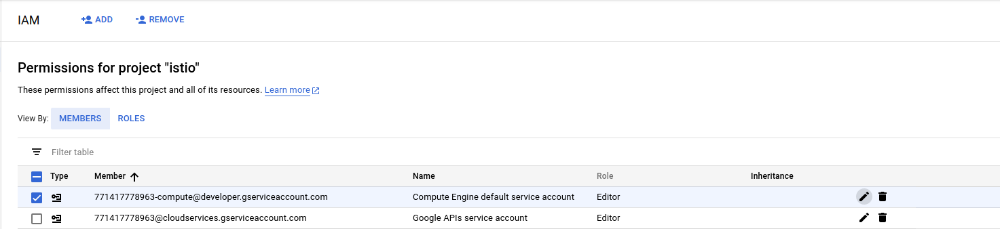 IAM ADD REMOVE
Permissions for project "istio"
These permissions affect this project and all of its resources. Learn more
View By: MEMBERS ROLES
Filter table
Type Member Name Role Inheritance
771417778963-compute@developer.gserviceaccount.com Compute Engine default service account Editor
771417778963@cloudservices.gserviceaccount.com Google APIs service account Editor